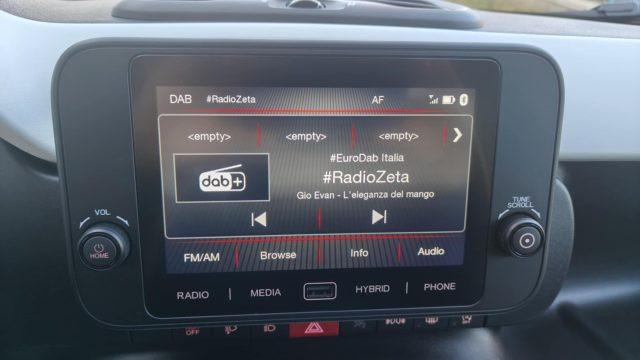 DAB #RadioZeta AF
<empty> <empty> <empty>
#EuroDab Italia
dab+ #RadioZeta
Gio Evan - L'eleganza del mango
VOL
HOME
TUNE
SCROLL
FM/AM Browse Info Audio
RADIO MEDIA HYBRID PHONE
OFF